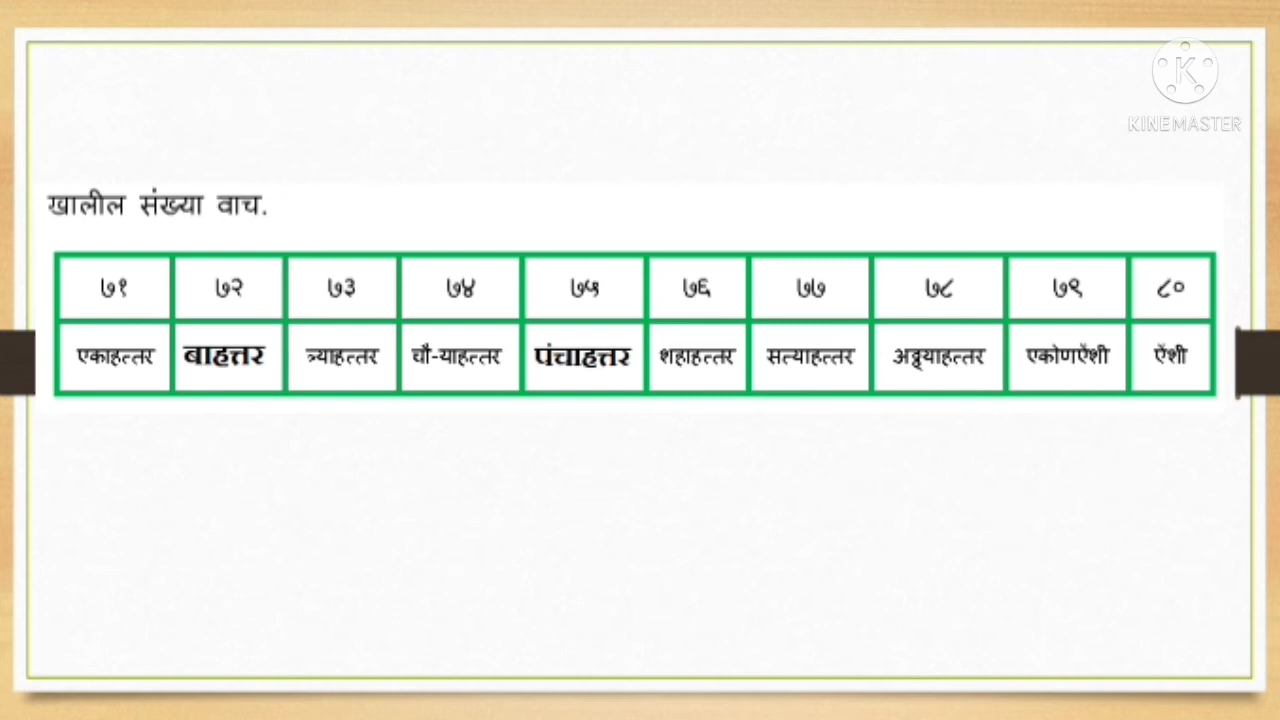 KINEMASTER
खालील संख्या वाच.
७१ ७२ ७३ ७४ ७५ ७६ ७७ ७८ ७९ ८०
एकाहत्तर बाहत्तर त्र्याहत्तर चौ-याहत्तर पंचाहत्तर शहाहत्तर सत्याहत्तर अठ्ठ्याहत्तर एकोणऐंशी ऐंशी